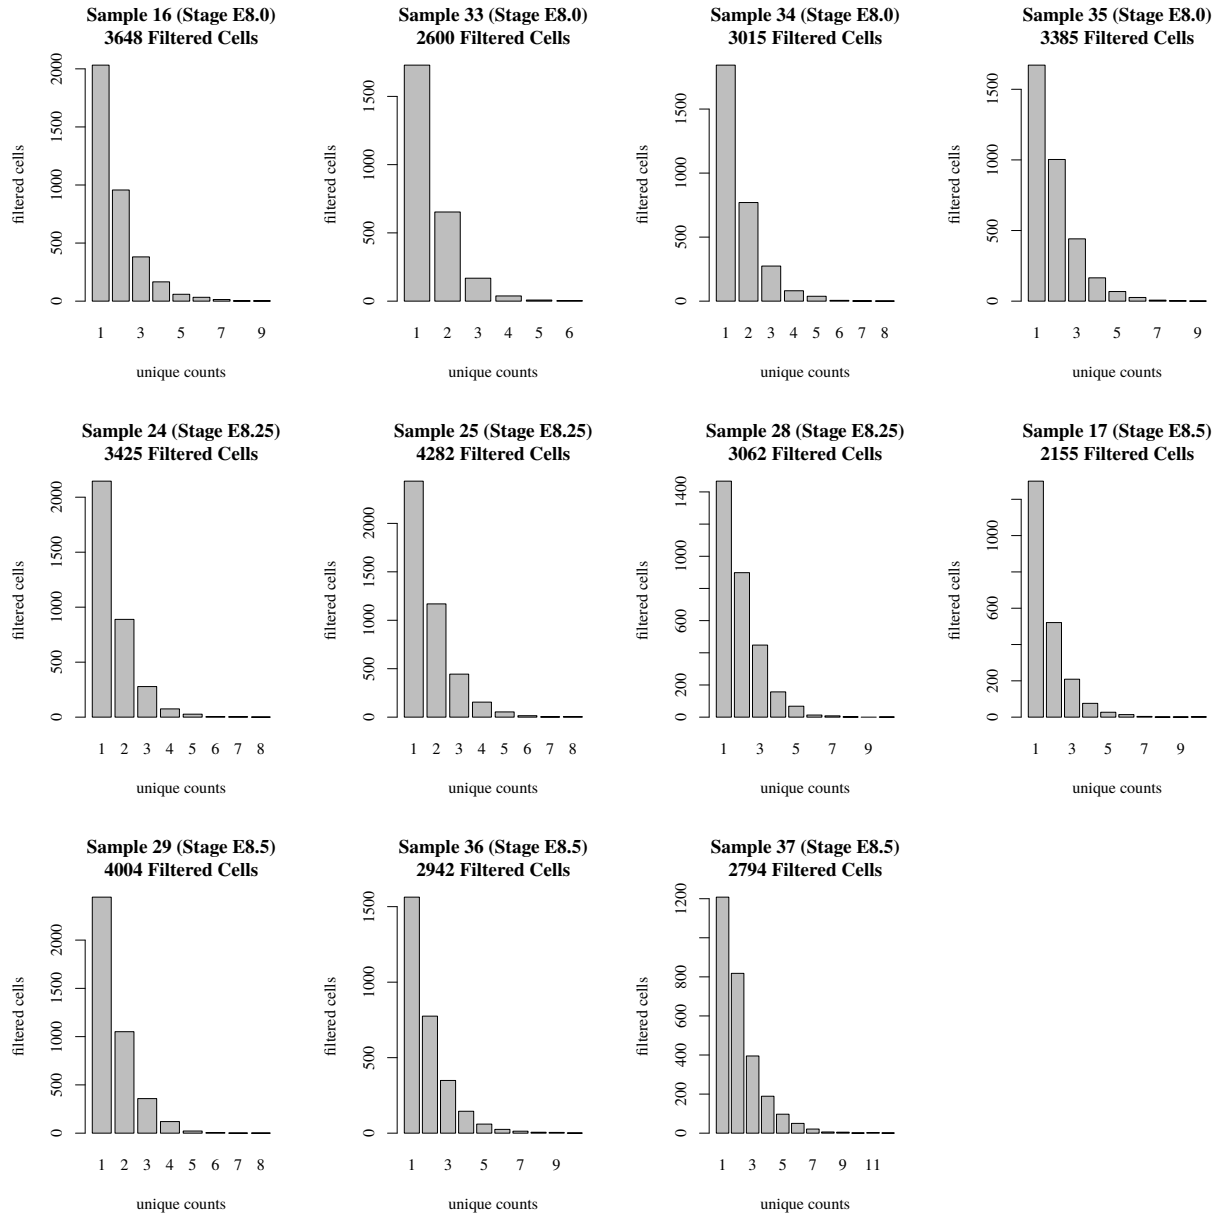 Sample 16 (Stage E8.0)
3648 Filtered Cells
filtered cells
0 500 1000 1500 2000
1 3 5 7 9
unique counts
Sample 33 (Stage E8.0)
2600 Filtered Cells
filtered cells
0 500 1000 1500
1 2 3 4 5 6
unique counts
Sample 34 (Stage E8.0)
3015 Filtered Cells
filtered cells
0 500 1000 1500
1 2 3 4 5 6 7 8
unique counts
Sample 35 (Stage E8.0)
3385 Filtered Cells
filtered cells
0 500 1000 1500
1 3 5 7 9
unique counts
Sample 24 (Stage E8.25)
3425 Filtered Cells
filtered cells
0 500 1000 1500 2000
1 2 3 4 5 6 7 8
unique counts
Sample 25 (Stage E8.25)
4282 Filtered Cells
filtered cells
0 500 1000 1500 2000
1 2 3 4 5 6 7 8
unique counts
Sample 28 (Stage E8.25)
3062 Filtered Cells
filtered cells
0 200 600 1000 1400
1 3 5 7 9
unique counts
Sample 17 (Stage E8.5)
2155 Filtered Cells
filtered cells
0 200 600 1000
1 3 5 7 9
unique counts
Sample 29 (Stage E8.5)
4004 Filtered Cells
filtered cells
0 500 1000 1500 2000
1 2 3 4 5 6 7 8
unique counts
Sample 36 (Stage E8.5)
2942 Filtered Cells
filtered cells
0 500 1000 1500
1 3 5 7 9
unique counts
Sample 37 (Stage E8.5)
2794 Filtered Cells
filtered cells
0 200 400 600 800 1200
1 3 5 7 9 11
unique counts